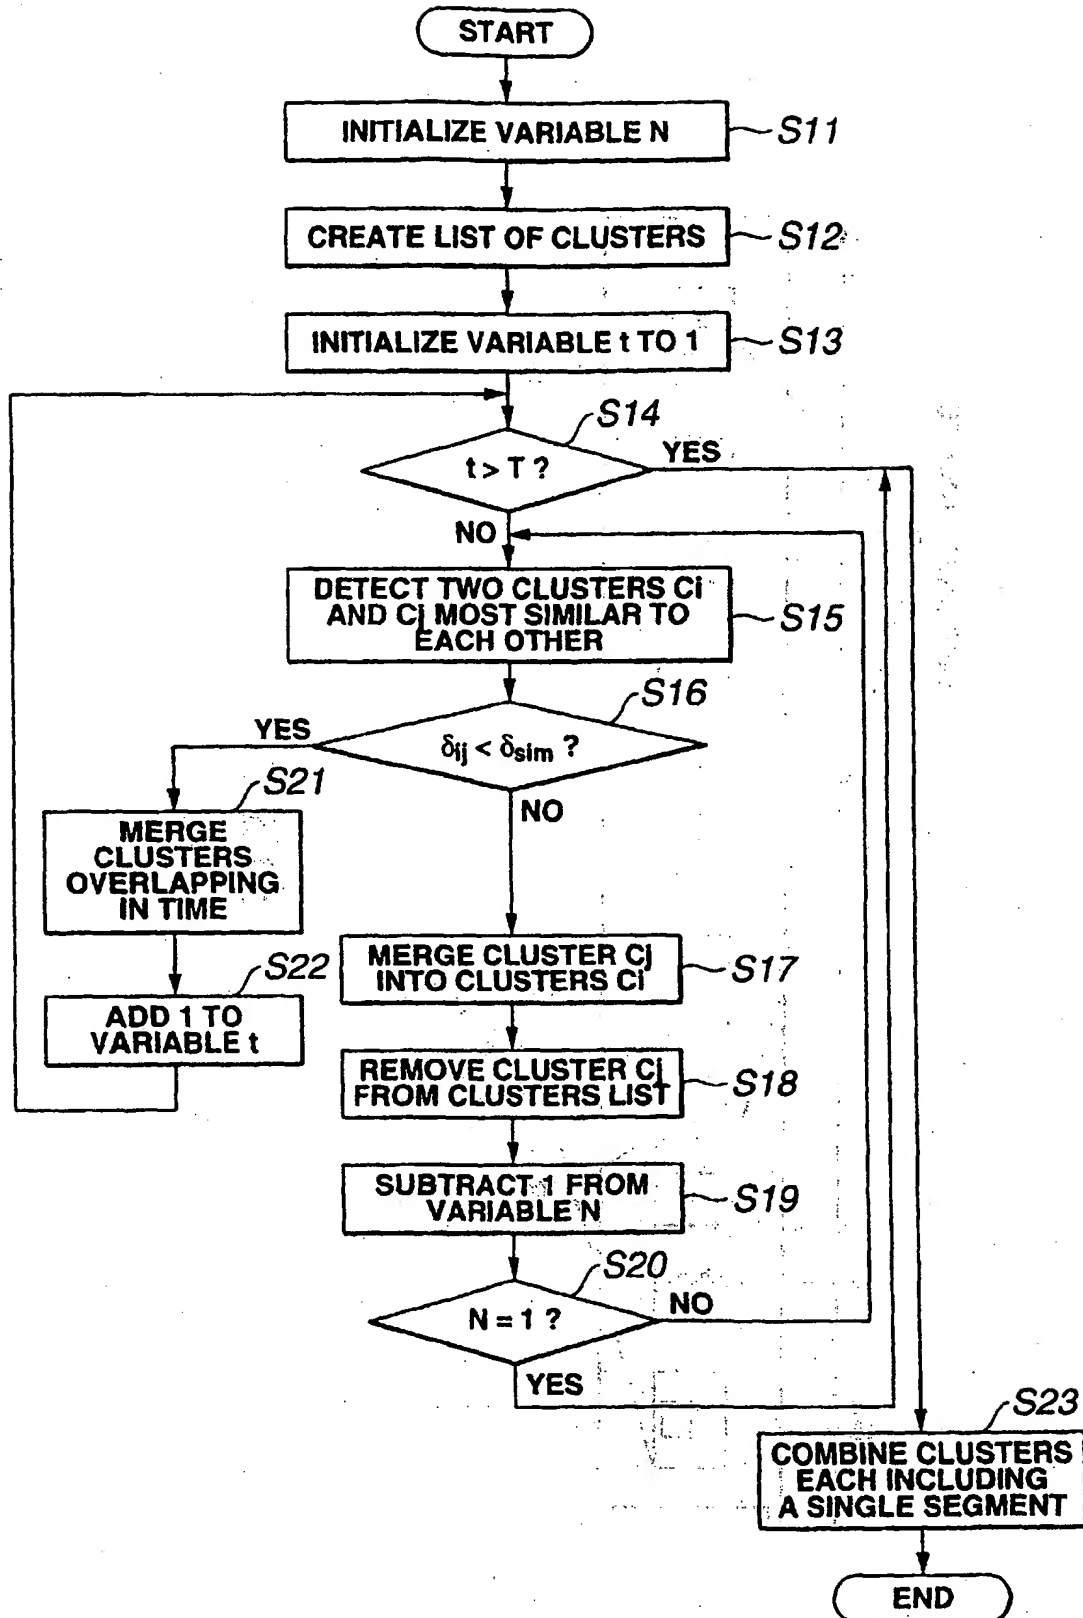 START
INITIALIZE VARIABLE N
S11
CREATE LIST OF CLUSTERS
S12
INITIALIZE VARIABLE t TO 1
S13
S14
t > T ?
YES
NO
DETECT TWO CLUSTERS Ci
AND Cj MOST SIMILAR TO
EACH OTHER
S15
S16
δij < δsim ?
YES
NO
S21
MERGE
CLUSTERS
OVERLAPPING
IN TIME
S22
ADD 1 TO
VARIABLE t
MERGE CLUSTER Cj
INTO CLUSTERS Ci
S17
REMOVE CLUSTER Cj
FROM CLUSTERS LIST
S18
SUBTRACT 1 FROM
VARIABLE N
S19
S20
N = 1 ?
NO
YES
S23
COMBINE CLUSTERS
EACH INCLUDING
A SINGLE SEGMENT
END